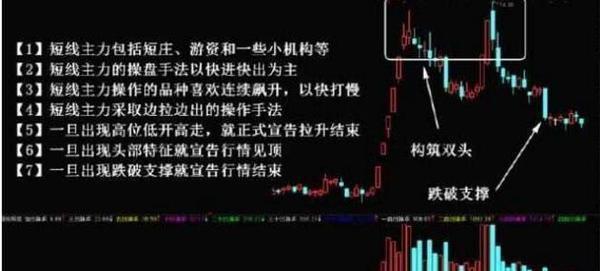 【1】短线主力包括短庄、游资和一些小机构等
【2】短线主力的操盘手法以快进快出为主
【3】短线主力操作的品种喜欢连续飙升，以快打慢
【4】短线主力采取边拉边出的操作手法
【5】一旦出现高位低开高走，就正式宣告拉升结束
【6】一旦出现头部特征就宣告行情见顶
【7】一旦出现跌破支撑就宣告行情结束
构筑双头
跌破支撑